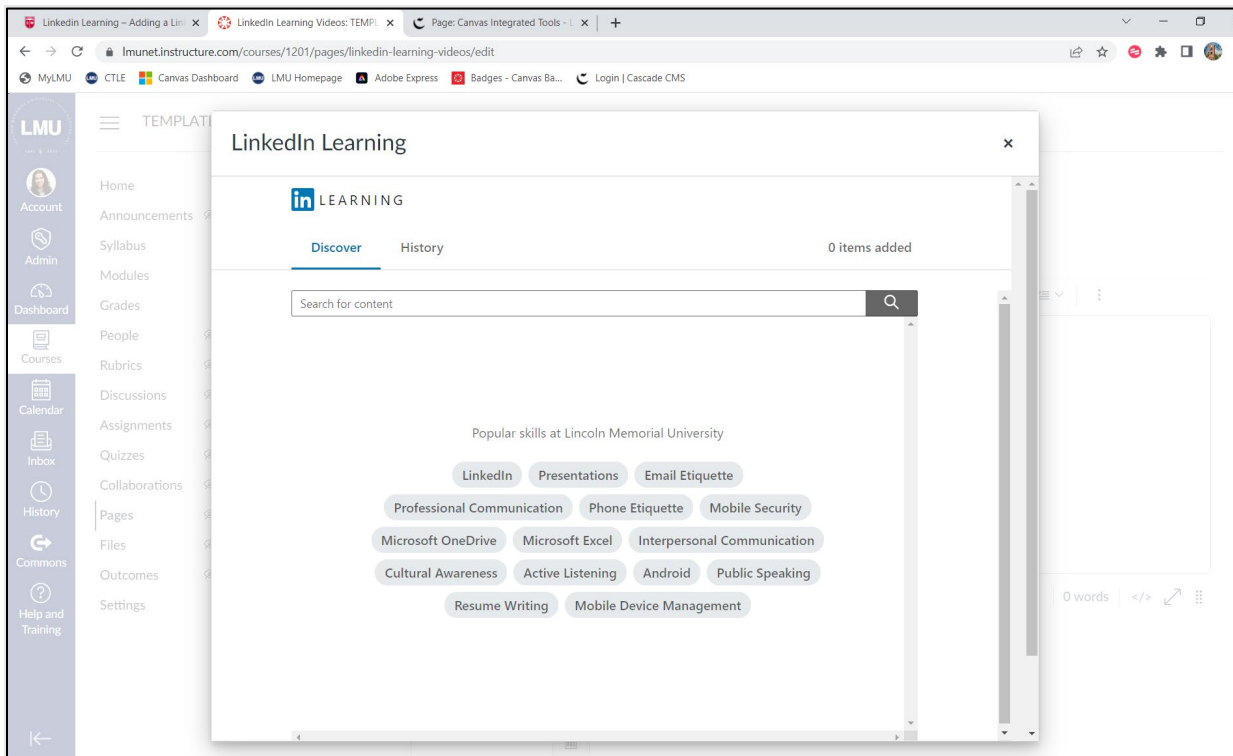 Linkedin Learning – Adding a Lin
LinkedIn Learning Videos: TEMPL
Page: Canvas Integrated Tools - L
lmunet.instructure.com/courses/1201/pages/linkedin-learning-videos/edit
MyLMU CTLE Canvas Dashboard LMU Homepage Adobe Express Badges - Canvas Ba... Login | Cascade CMS
LMU
Account
Admin
Dashboard
Courses
Calendar
Inbox
History
Commons
Help and
Training
TEMPLAT
Home
Announcements
Syllabus
Modules
Grades
People
Rubrics
Discussions
Assignments
Quizzes
Collaborations
Pages
Files
Outcomes
Settings
LinkedIn Learning
in LEARNING
Discover History 0 items added
Search for content
Popular skills at Lincoln Memorial University
LinkedIn Presentations Email Etiquette
Professional Communication Phone Etiquette Mobile Security
Microsoft OneDrive Microsoft Excel Interpersonal Communication
Cultural Awareness Active Listening Android Public Speaking
Resume Writing Mobile Device Management
0 words </>